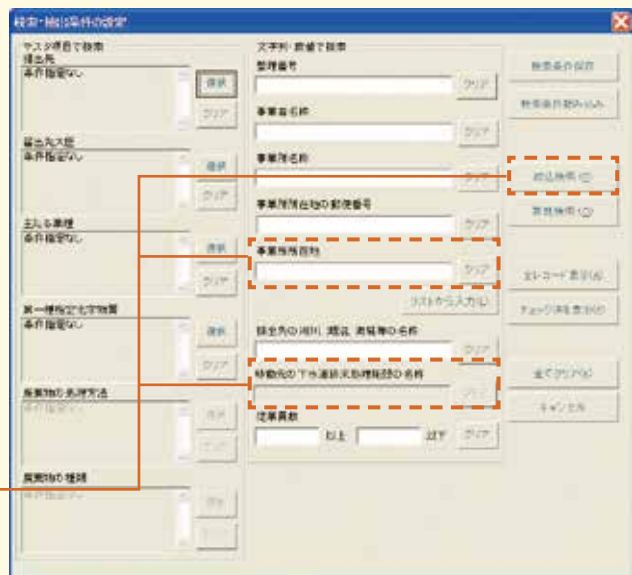 検索・抽出条件の設定
マスタ項目で検索
提出先
条件指定なし
選択
クリア
届出先大臣
条件指定なし
選択
クリア
主たる業種
条件指定なし
選択
クリア
第一種指定化学物質
条件指定なし
選択
クリア
廃棄物の処理方法
条件指定なし
選択
クリア
廃棄物の種類
条件指定なし
選択
クリア
文字列・数値で検索
整理番号
クリア
事業者名称
クリア
事業所名称
クリア
事業所所在地の郵便番号
クリア
事業所所在地
クリア
リストから入力(L)
排出先の河川、湖沼、海域等の名称
クリア
移動先の下水道終末処理施設の名称
クリア
従業員数
以上
以下
クリア
検索条件保存
検索条件読み込み
絞込検索
新規検索
全レコード表示(A)
全てクリア
キャンセル